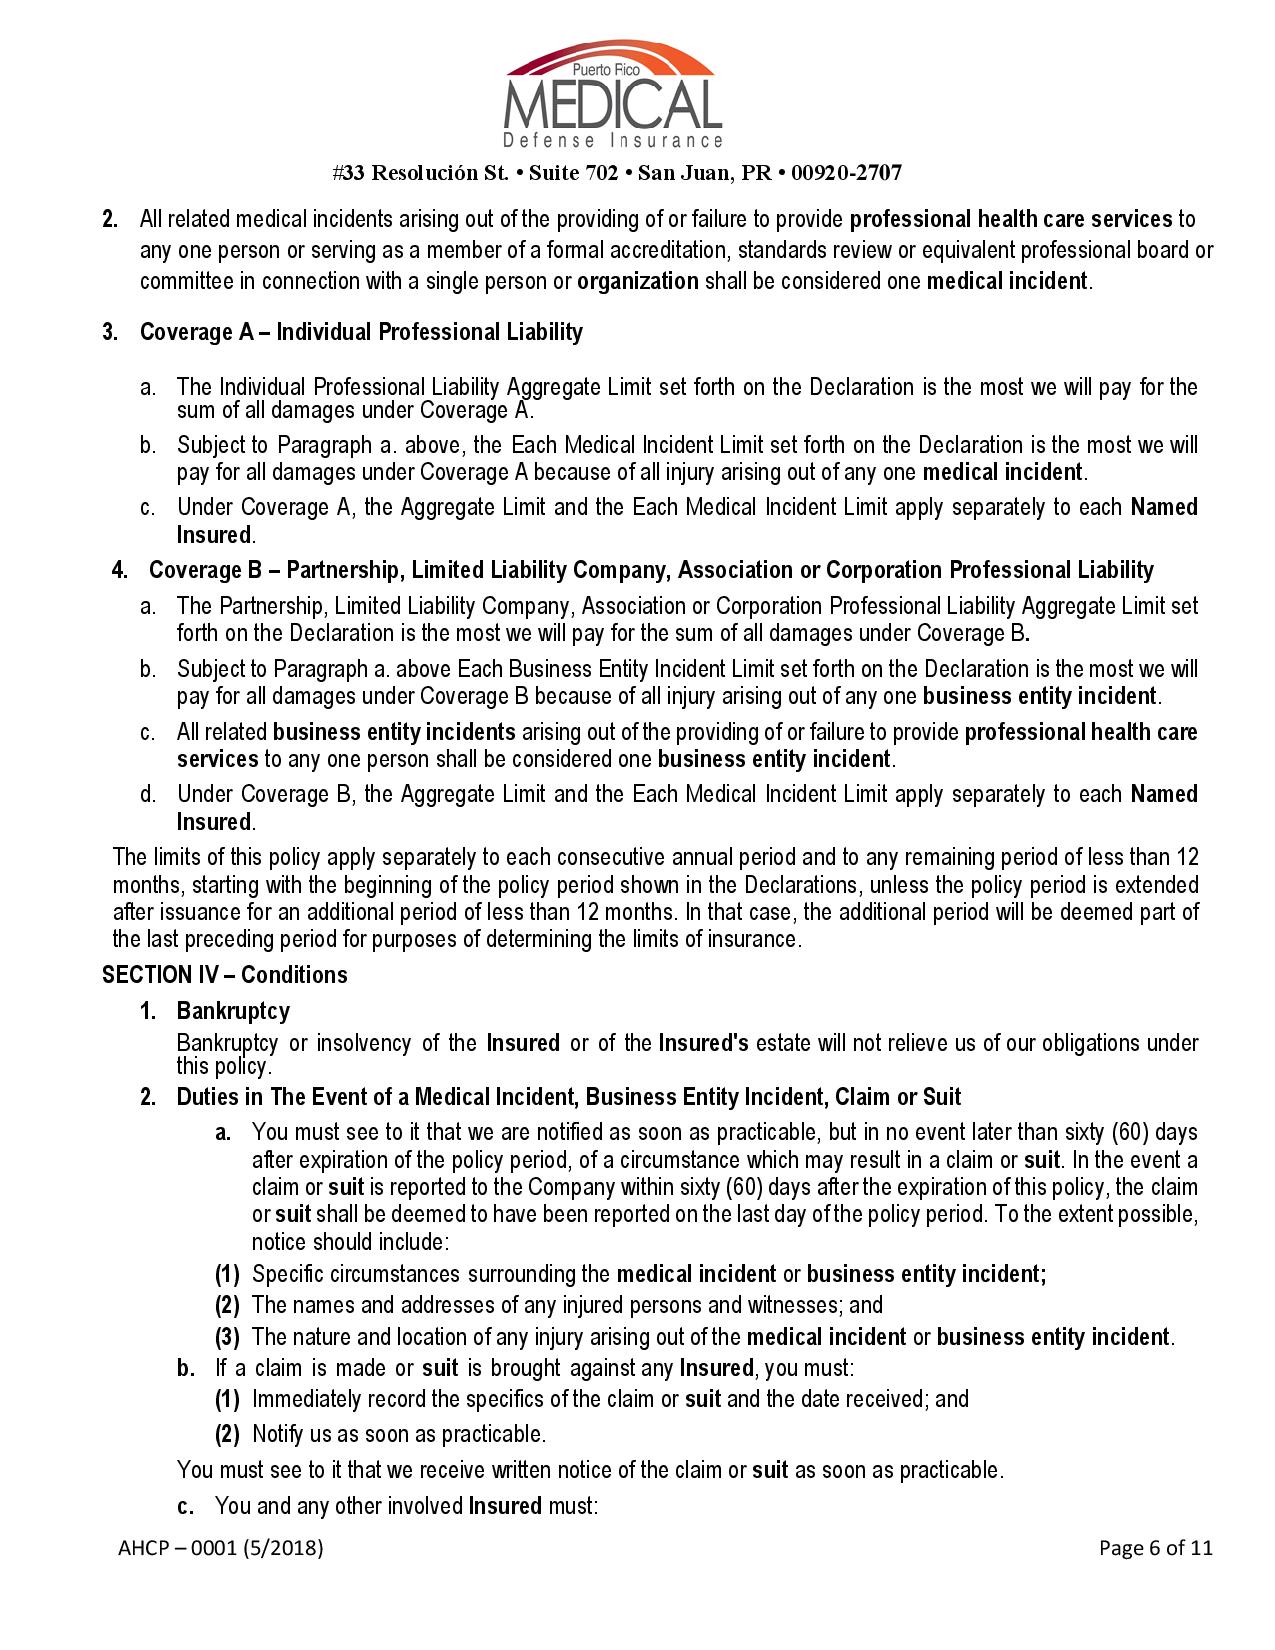 Puerto Rico
MEDICAL
Defense Insurance
#33 Resolución St. • Suite 702 • San Juan, PR • 00920-2707
2. All related medical incidents arising out of the providing of or failure to provide professional health care services to
any one person or serving as a member of a formal accreditation, standards review or equivalent professional board or
committee in connection with a single person or organization shall be considered one medical incident.
3. Coverage A – Individual Professional Liability
a. The Individual Professional Liability Aggregate Limit set forth on the Declaration is the most we will pay for the
sum of all damages under Coverage A.
b. Subject to Paragraph a. above, the Each Medical Incident Limit set forth on the Declaration is the most we will
pay for all damages under Coverage A because of all injury arising out of any one medical incident.
c. Under Coverage A, the Aggregate Limit and the Each Medical Incident Limit apply separately to each Named
Insured.
4. Coverage B – Partnership, Limited Liability Company, Association or Corporation Professional Liability
a. The Partnership, Limited Liability Company, Association or Corporation Professional Liability Aggregate Limit set
forth on the Declaration is the most we will pay for the sum of all damages under Coverage B.
b. Subject to Paragraph a. above Each Business Entity Incident Limit set forth on the Declaration is the most we will
pay for all damages under Coverage B because of all injury arising out of any one business entity incident.
c. All related business entity incidents arising out of the providing of or failure to provide professional health care
services to any one person shall be considered one business entity incident.
d. Under Coverage B, the Aggregate Limit and the Each Medical Incident Limit apply separately to each Named
Insured.
The limits of this policy apply separately to each consecutive annual period and to any remaining period of less than 12
months, starting with the beginning of the policy period shown in the Declarations, unless the policy period is extended
after issuance for an additional period of less than 12 months. In that case, the additional period will be deemed part of
the last preceding period for purposes of determining the limits of insurance.
SECTION IV – Conditions
1. Bankruptcy
Bankruptcy or insolvency of the Insured or of the Insured's estate will not relieve us of our obligations under
this policy.
2. Duties in The Event of a Medical Incident, Business Entity Incident, Claim or Suit
a. You must see to it that we are notified as soon as practicable, but in no event later than sixty (60) days
after expiration of the policy period, of a circumstance which may result in a claim or suit. In the event a
claim or suit is reported to the Company within sixty (60) days after the expiration of this policy, the claim
or suit shall be deemed to have been reported on the last day of the policy period. To the extent possible,
notice should include:
(1) Specific circumstances surrounding the medical incident or business entity incident;
(2) The names and addresses of any injured persons and witnesses; and
(3) The nature and location of any injury arising out of the medical incident or business entity incident.
b. If a claim is made or suit is brought against any Insured, you must:
(1) Immediately record the specifics of the claim or suit and the date received; and
(2) Notify us as soon as practicable.
You must see to it that we receive written notice of the claim or suit as soon as practicable.
c. You and any other involved Insured must:
AHCP – 0001 (5/2018)
Page 6 of 11